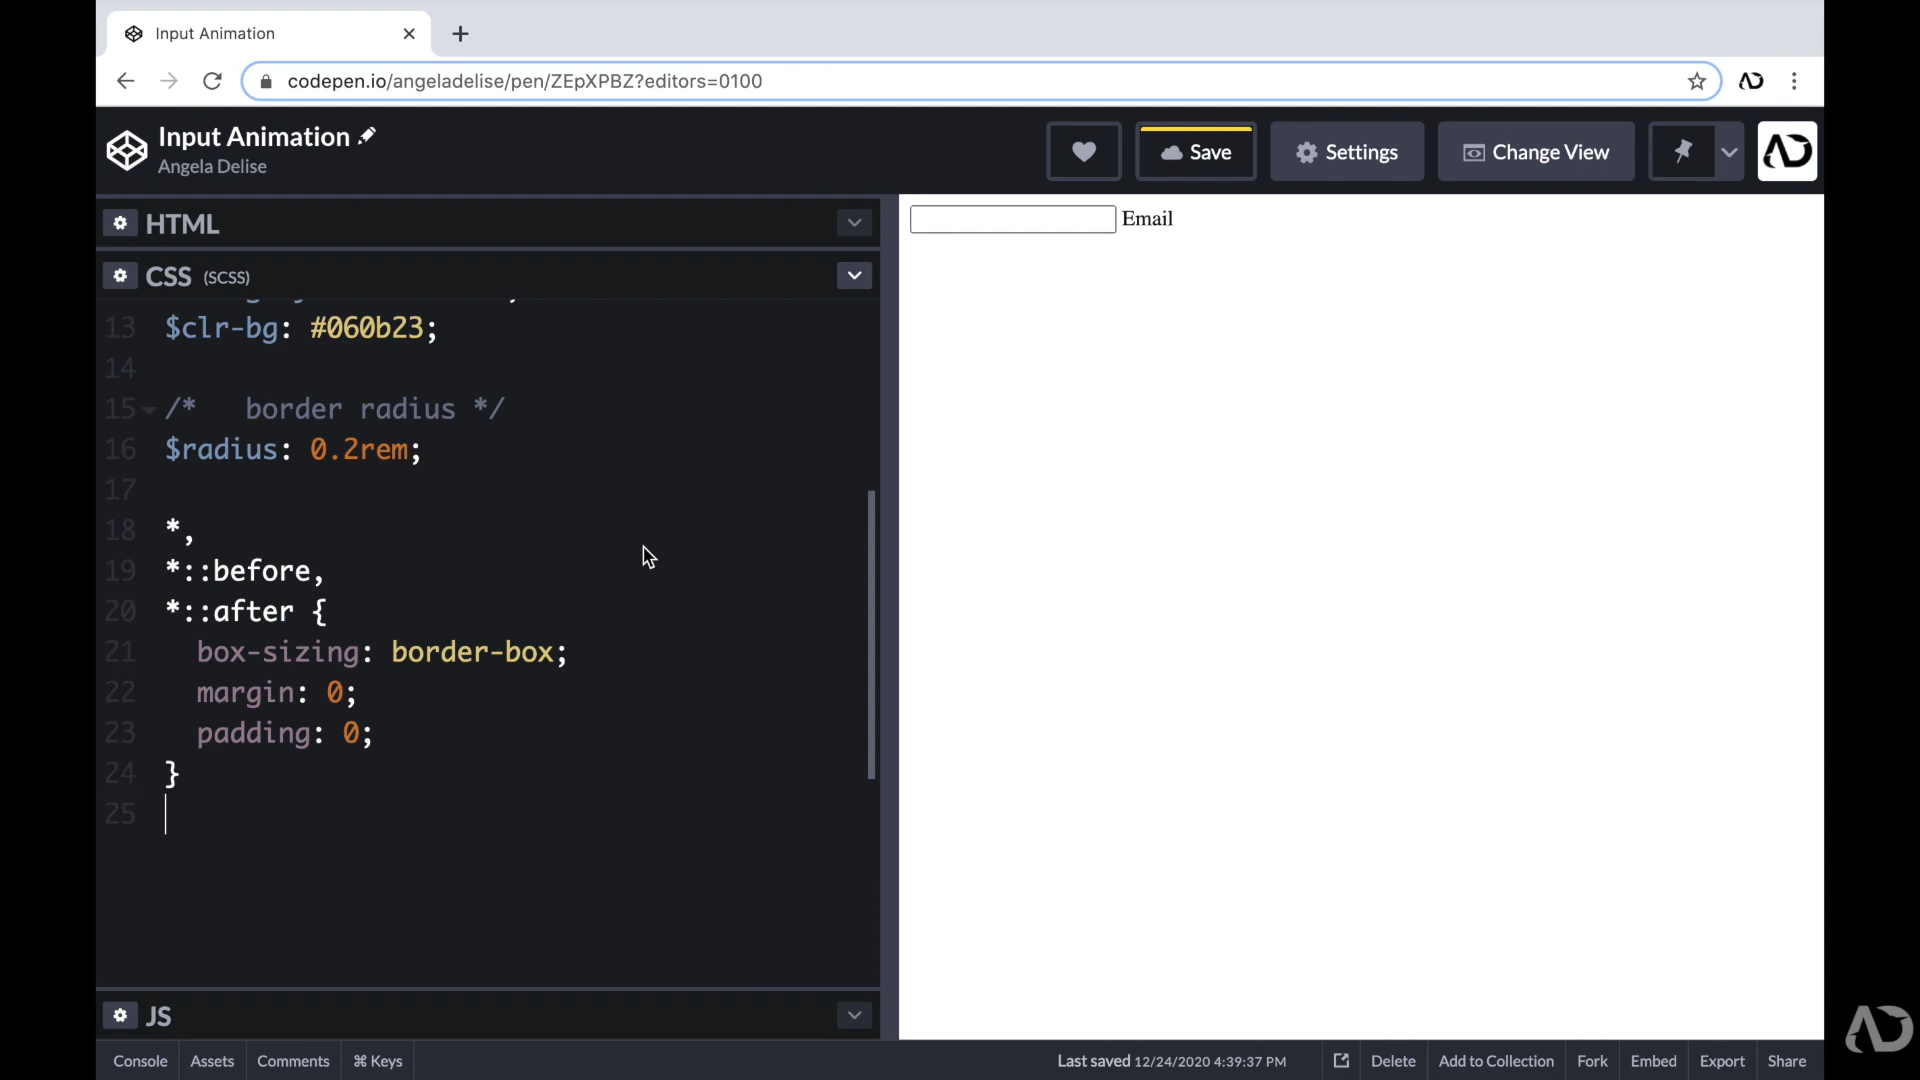 Input Animation
codepen.io/angeladelise/pen/ZEpXPBZ?editors=0100
Input Animation
Angela Delise
Save
Settings
Change View
HTML
CSS (SCSS)
13 $clr-bg: #060b23;
14
15 /*   border radius */
16 $radius: 0.2rem;
17
18 *,
19 *::before,
20 *::after {
21   box-sizing: border-box;
22   margin: 0;
23   padding: 0;
24 }
25
JS
Email
Console Assets Comments ⌘ Keys Last saved 12/24/2020 4:39:37 PM Delete Add to Collection Fork Embed Export Share